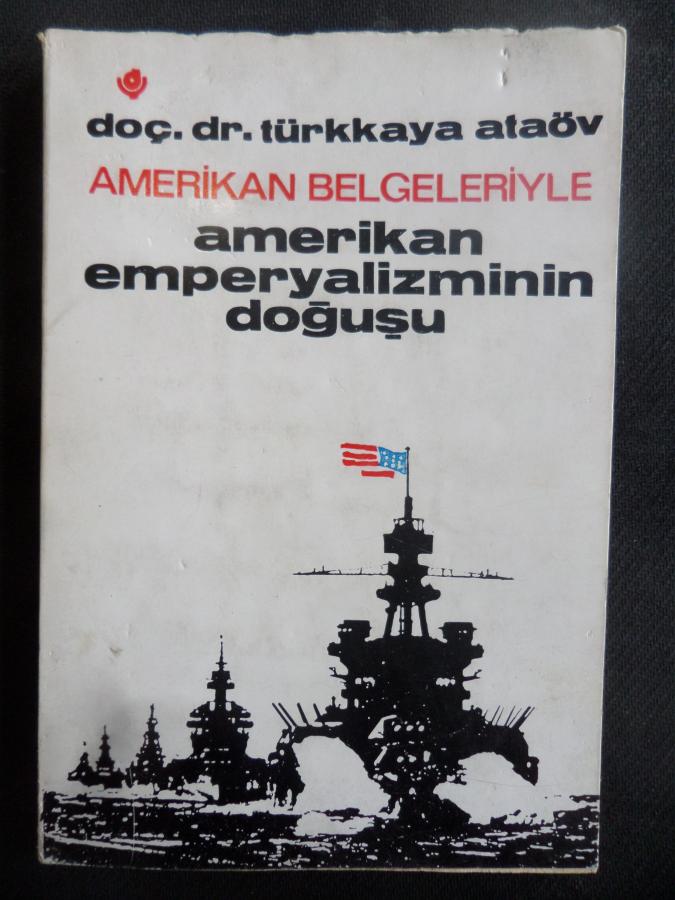 doç. dr. türkkaya ataöv
AMERİKAN BELGELERİYLE
amerikan
emperyalizminin
doğuşu